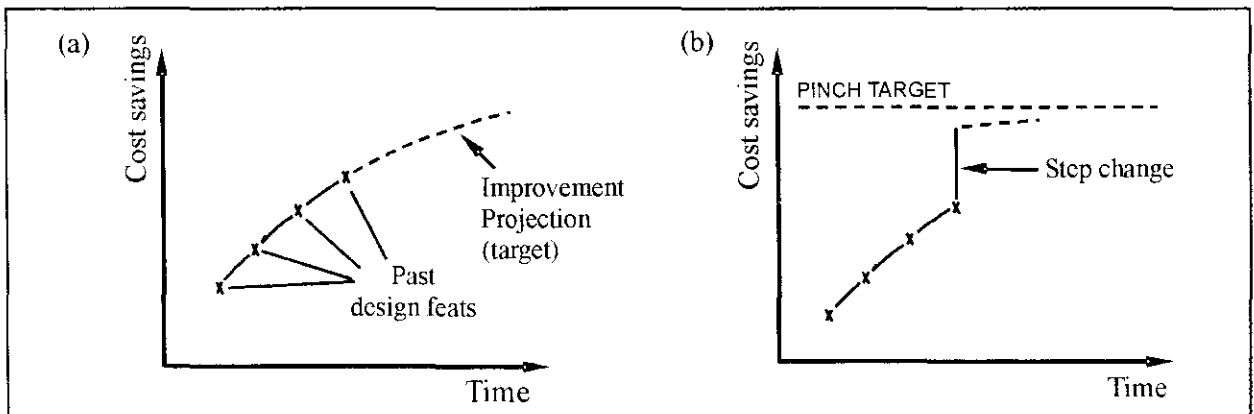 (a)
Cost savings
Improvement
Projection
(target)
Past
design feats
Time
(b)
Cost savings
PINCH TARGET
Step change
Time